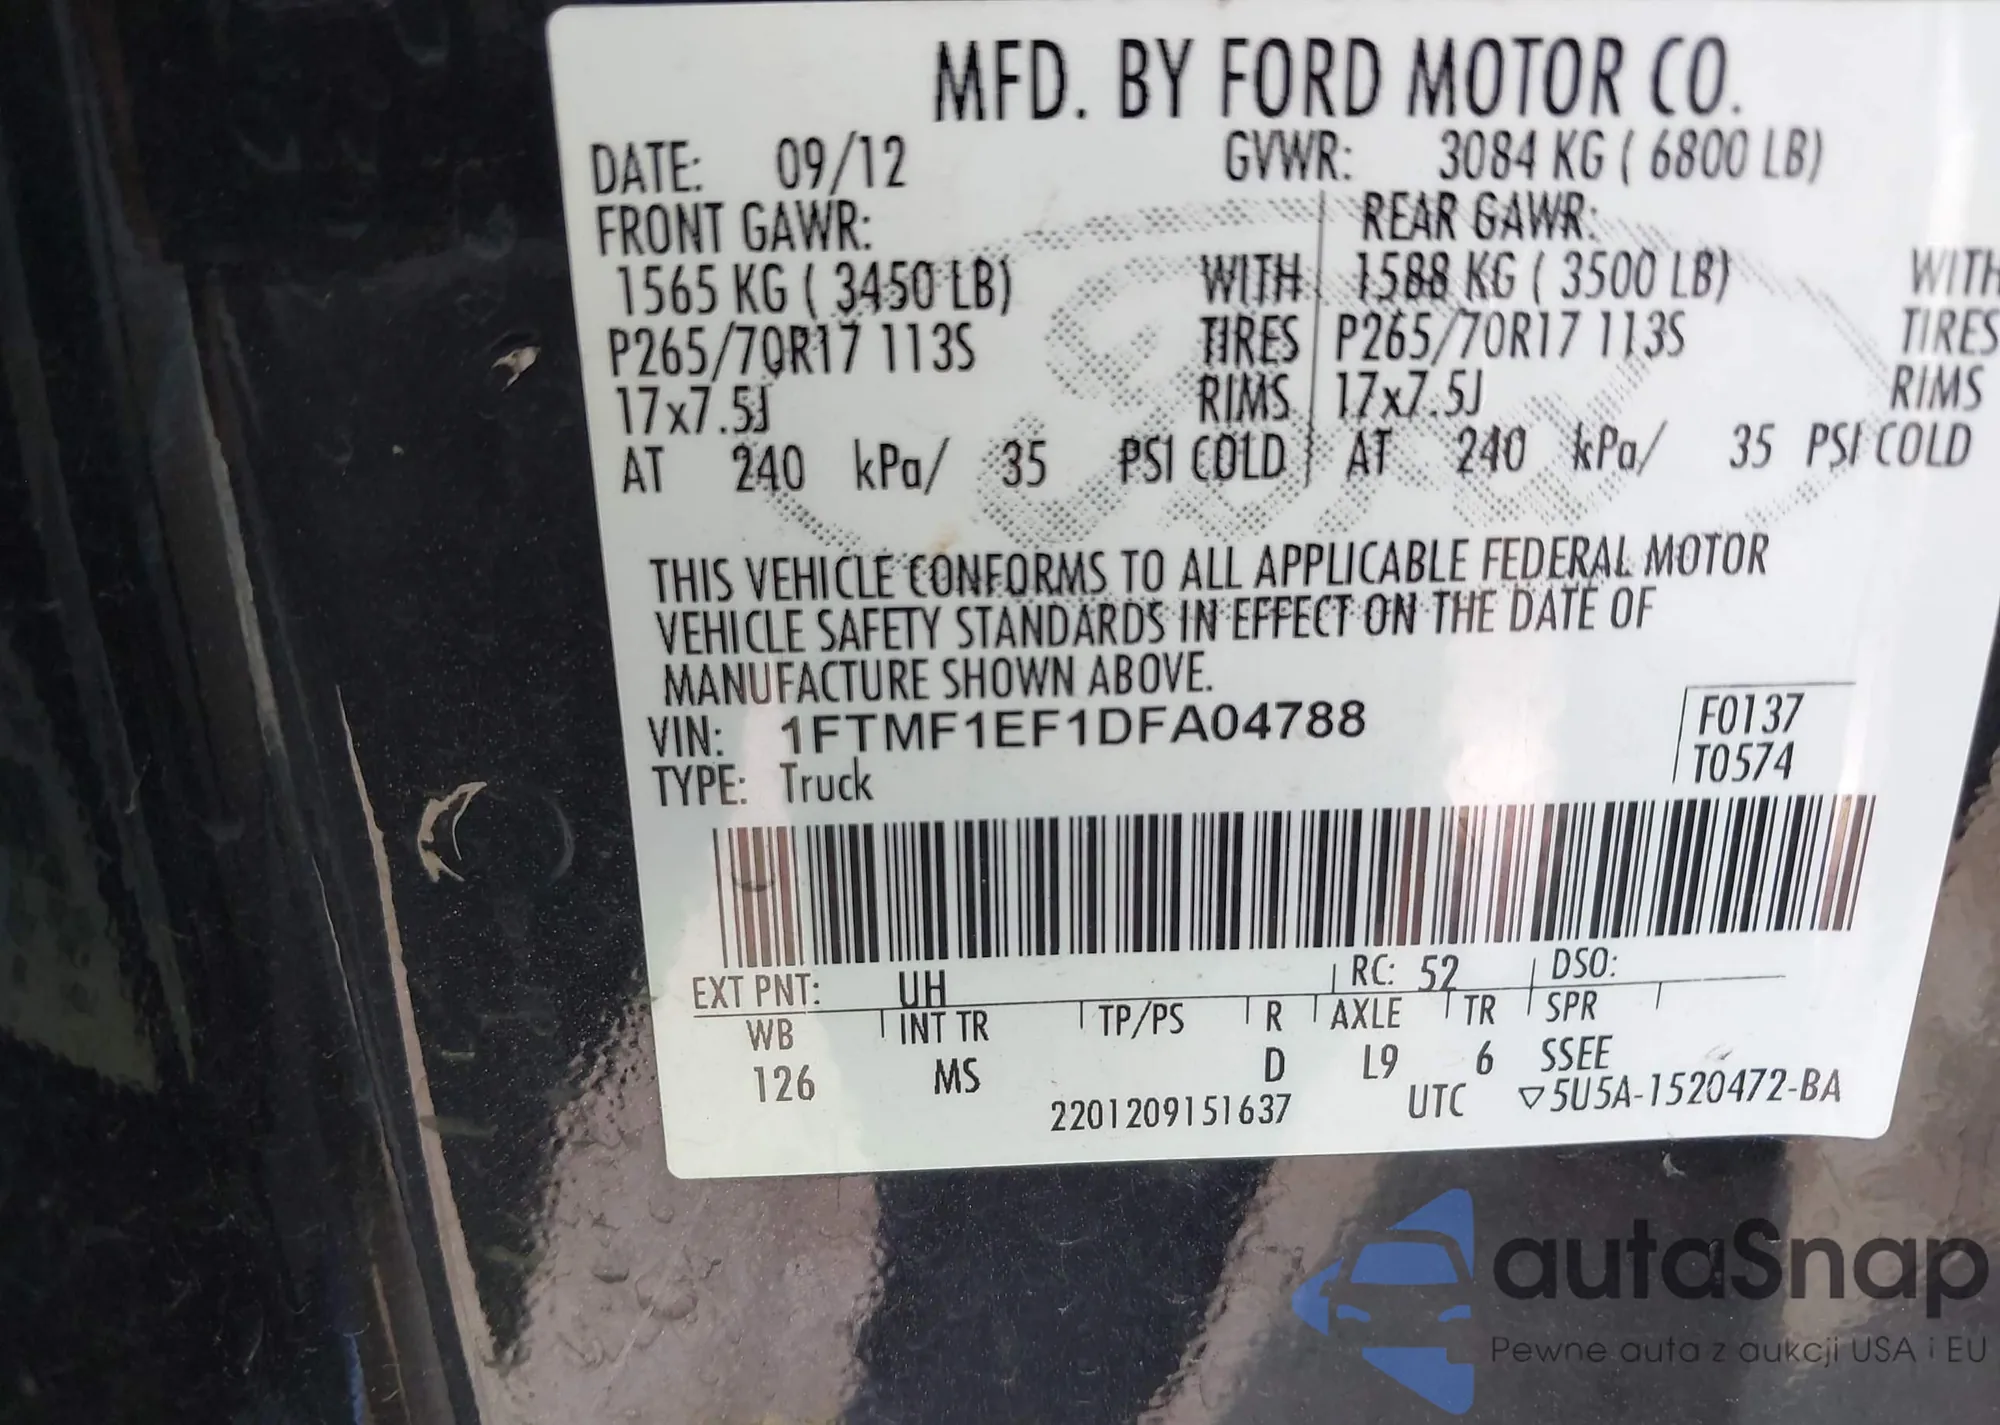 MFD. BY FORD MOTOR CO.
DATE: 09/12 GVWR: 3084 KG ( 6800 LB)
FRONT GAWR: REAR GAWR:
1565 KG ( 3450 LB) WITH 1588 KG ( 3500 LB) WITH
P265/70R17 113S TIRES P265/70R17 113S TIRES
17x7.5J RIMS 17x7.5J RIMS
AT 240 kPa/ 35 PSI COLD AT 240 kPa/ 35 PSI COLD
THIS VEHICLE CONFORMS TO ALL APPLICABLE FEDERAL MOTOR
VEHICLE SAFETY STANDARDS IN EFFECT ON THE DATE OF
MANUFACTURE SHOWN ABOVE.
VIN: 1FTMF1EF1DFA04788 F0137
TYPE: Truck T0574
EXT PNT: UH RC: 52 DSO:
WB INT TR TP/PS R AXLE TR SPR
126 MS D L9 6 SSEE
2201209151637 UTC ▽5U5A-1520472-BA
autoSnap
Pewne auta z aukcji USA i EU